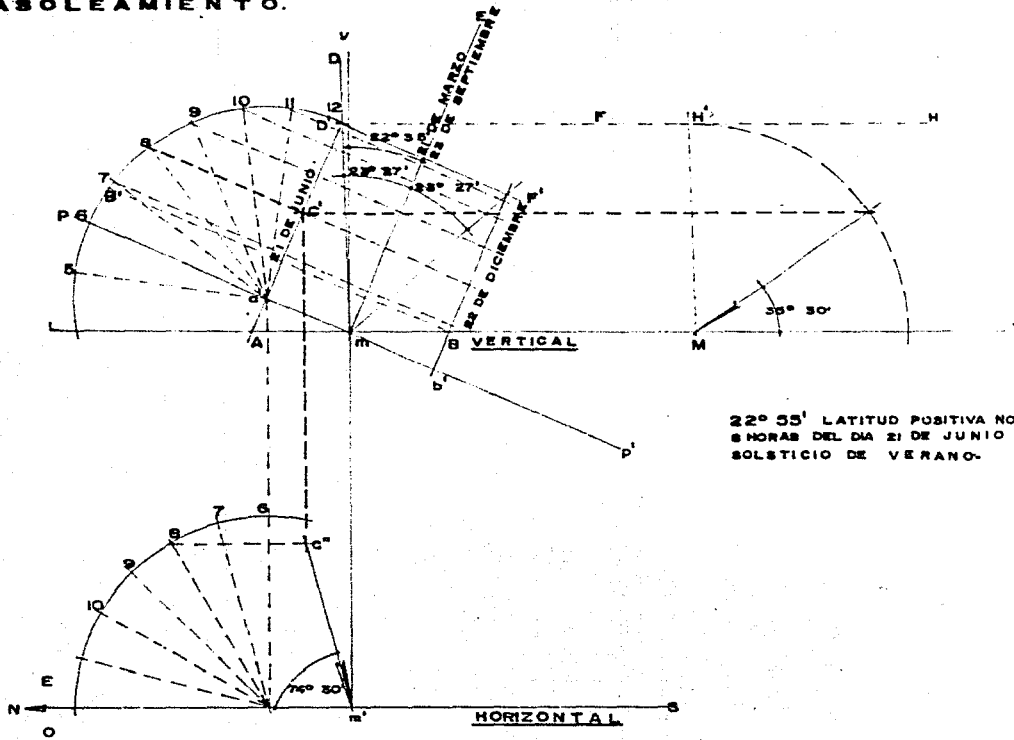 ASOLEAMIENTO.
V
D
E
12
D'
11
10
9
8
7
B'
P 6
5
22° 55'
21 DE MARZO
23 SEPTIEMBRE
23° 27'
23° 27'
21 DE JUNIO
22 DE DICIEMBRE
F
H'
H
a
L
A
m
B
b'
VERTICAL
M
35° 30'
P'
22° 55' LATITUD POSITIVA NO
8 HORAS DEL DIA 21 DE JUNIO
SOLSTICIO DE VERANO-
6
7
8
9
10
C"
74° 30'
E
N
O
m'
HORIZONTAL
S